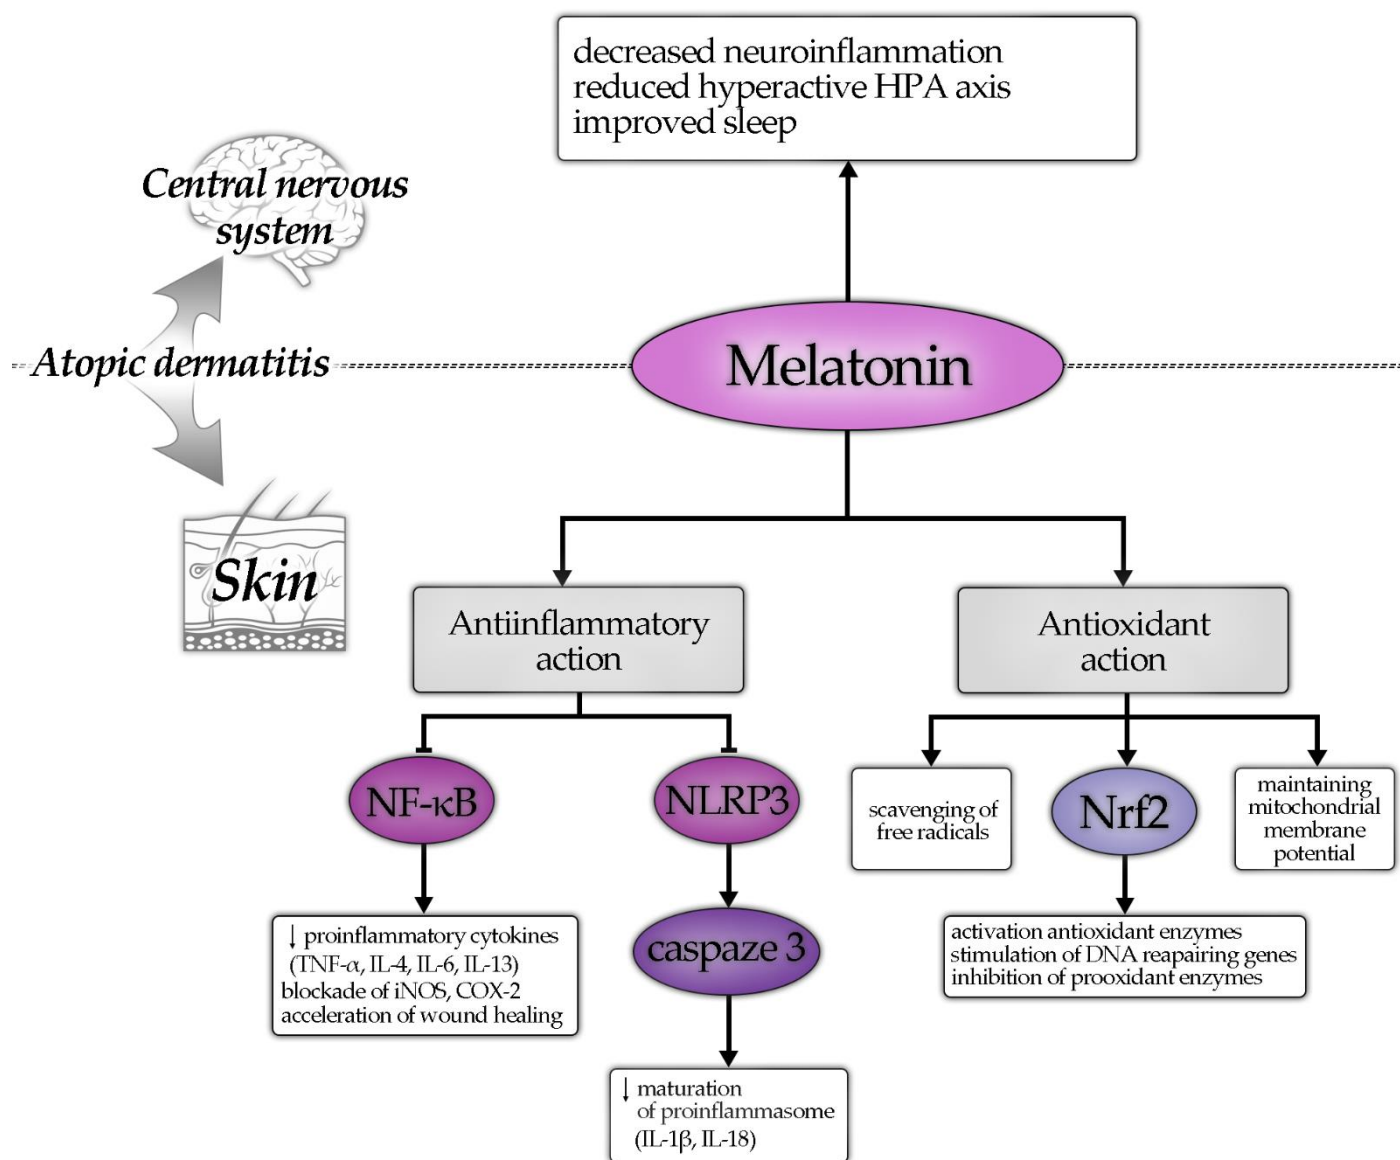 decreased neuroinflammation
reduced hyperactive HPA axis
improved sleep
Central nervous
system
Atopic dermatitis
Melatonin
Skin
Antiinflammatory
action
Antioxidant
action
NF-κB
NLRP3
scavenging of
free radicals
Nrf2
maintaining
mitochondrial
membrane
potential
↓ proinflammatory cytokines
(TNF-α, IL-4, IL-6, IL-13)
blockade of iNOS, COX-2
acceleration of wound healing
caspaze 3
activation antioxidant enzymes
stimulation of DNA reapairing genes
inhibition of prooxidant enzymes
↓ maturation
of proinflammasome
(IL-1β, IL-18)